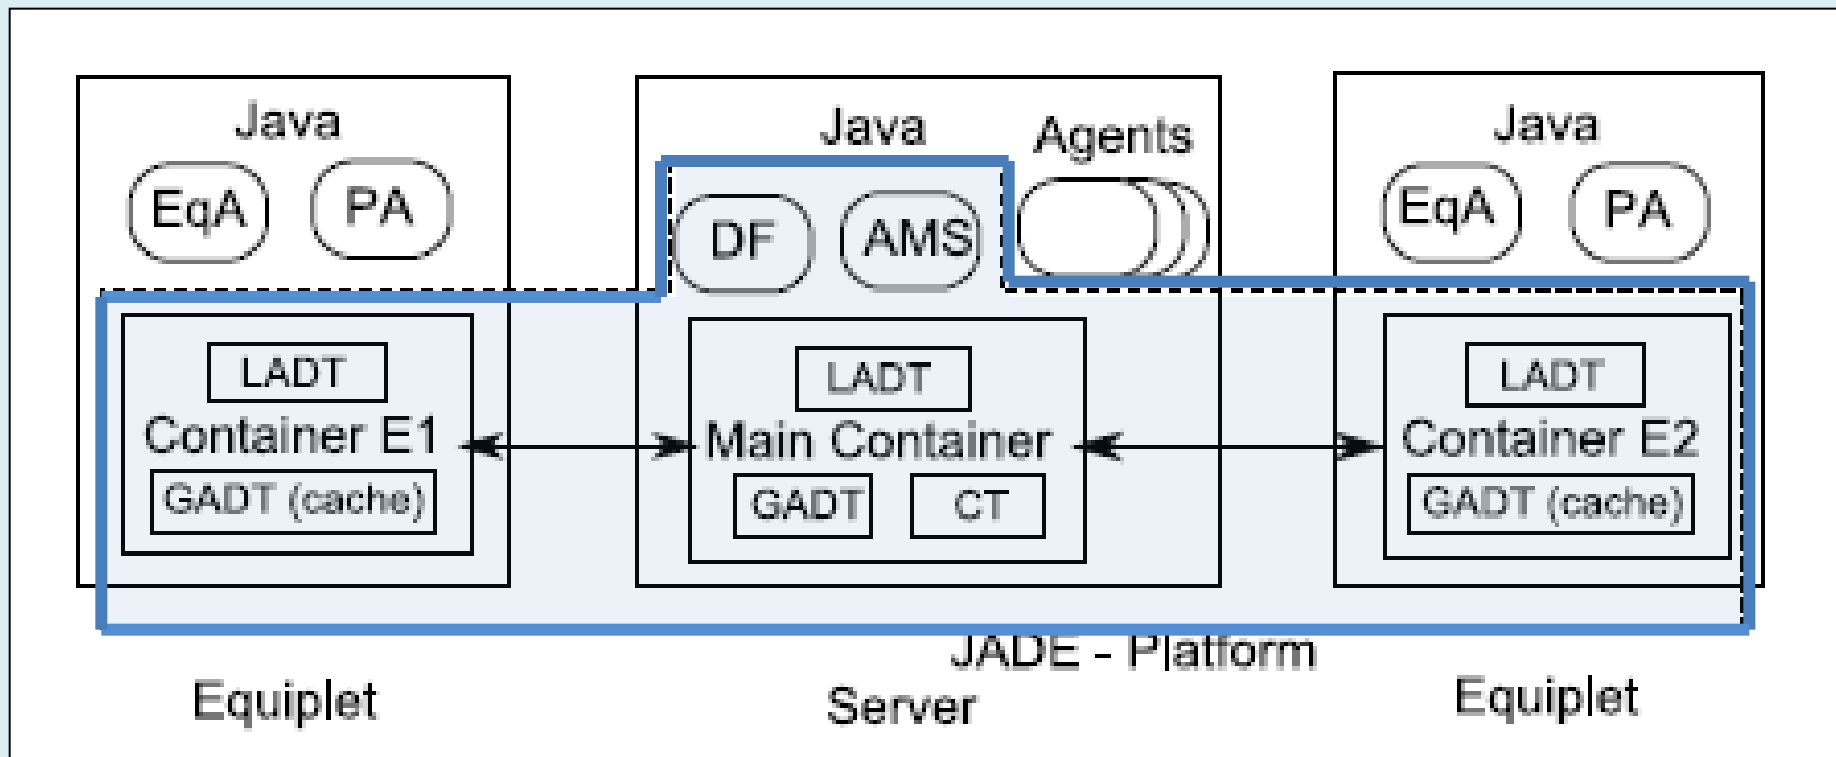 Java
EqA PA
LADT
Container E1
GADT (cache)
Equiplet
Java Agents
DF AMS
LADT
Main Container
GADT CT
JADE - Platform
Server
Java
EqA PA
LADT
Container E2
GADT (cache)
Equiplet